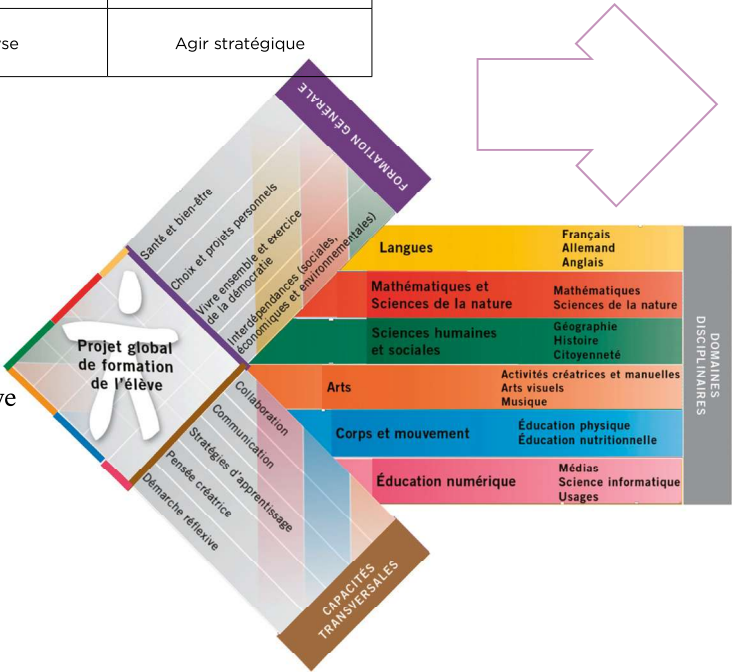 se
Agir stratégique
FORMATION GÉNÉRALE
Santé et bien-être
Choix et projets personnels
Vivre ensemble et exercice
de la démocratie
Interdépendances (sociales,
économiques et environnementales)
Projet global
de formation
de l'élève
ve
Langues
Français
Allemand
Anglais
Mathématiques et
Sciences de la nature
Mathématiques
Sciences de la nature
Sciences humaines
et sociales
Géographie
Histoire
Citoyenneté
Arts
Activités créatrices et manuelles
Arts visuels
Musique
Corps et mouvement
Éducation physique
Éducation nutritionnelle
Éducation numérique
Médias
Science informatique
Usages
DOMAINES
DISCIPLINAIRES
Collaboration
Communication
Stratégies d'apprentissage
Pensée créatrice
Démarche réflexive
CAPACITÉS
TRANSVERSALES